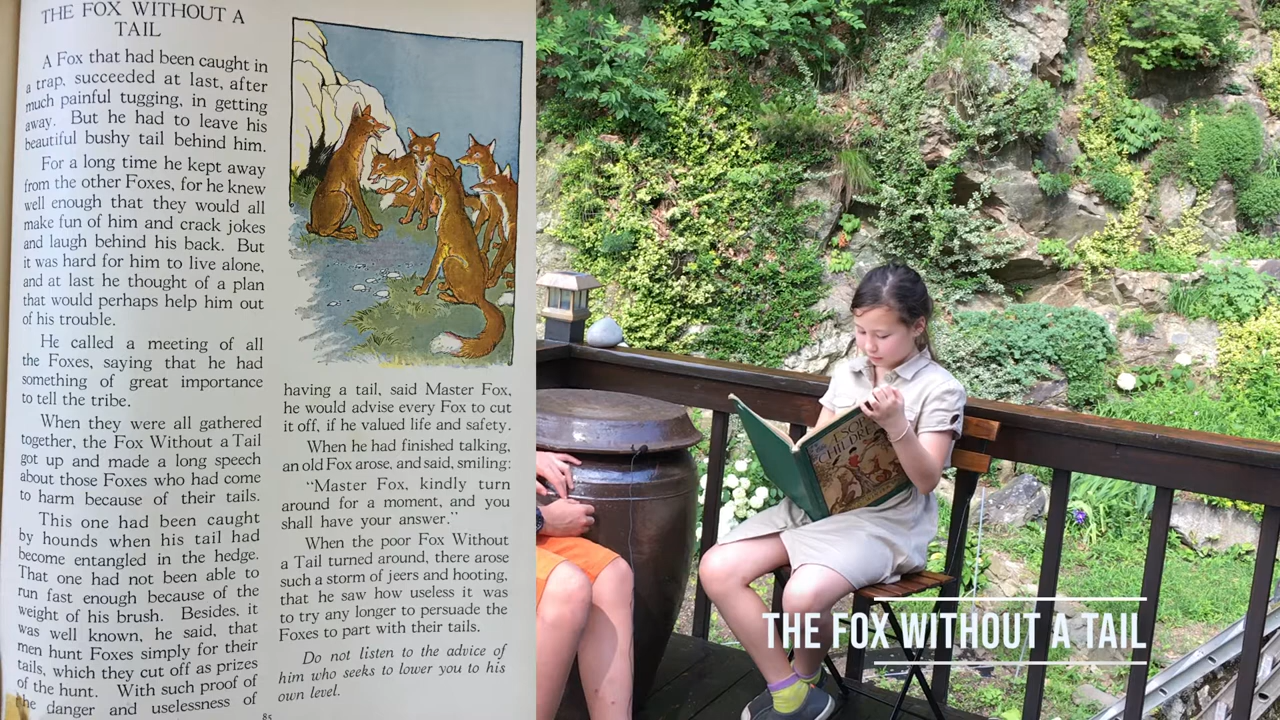 THE FOX WITHOUT A
TAIL
A Fox that had been caught in
a trap, succeeded at last, after
much painful tugging, in getting
away. But he had to leave his
beautiful bushy tail behind him.
For a long time he kept away
from the other Foxes, for he knew
well enough that they would all
make fun of him and crack jokes
and laugh behind his back. But
it was hard for him to live alone,
and at last he thought of a plan
that would perhaps help him out
of his trouble.
He called a meeting of all
the Foxes, saying that he had
something of great importance
to tell the tribe.
When they were all gathered
together, the Fox Without a Tail
got up and made a long speech
about those Foxes who had come
to harm because of their tails.
This one had been caught
by hounds when his tail had
become entangled in the hedge.
That one had not been able to
run fast enough because of the
weight of his brush. Besides, it
was well known, he said, that
men hunt Foxes simply for their
tails, which they cut off as prizes
of the hunt. With such proof of
the danger and uselessness of
having a tail, said Master Fox,
he would advise every Fox to cut
it off, if he valued life and safety.
When he had finished talking,
an old Fox arose, and said, smiling:
"Master Fox, kindly turn
around for a moment, and you
shall have your answer."
When the poor Fox Without
a Tail turned around, there arose
such a storm of jeers and hooting,
that he saw how useless it was
to try any longer to persuade the
Foxes to part with their tails.
Do not listen to the advice of
him who seeks to lower you to his
own level.
85
THE FOX WITHOUT A TAIL